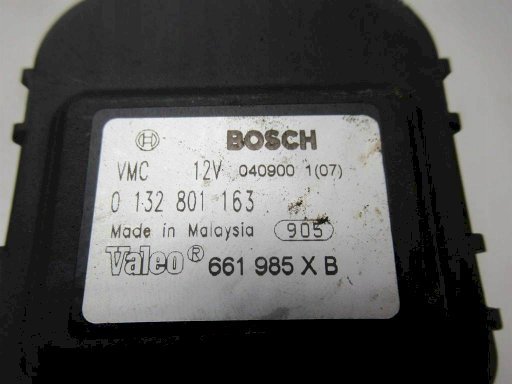 BOSCH
VMC 12V 040900 1(07)
0 132 801 163
Made in Malaysia 905
Valeo® 661 985 X B